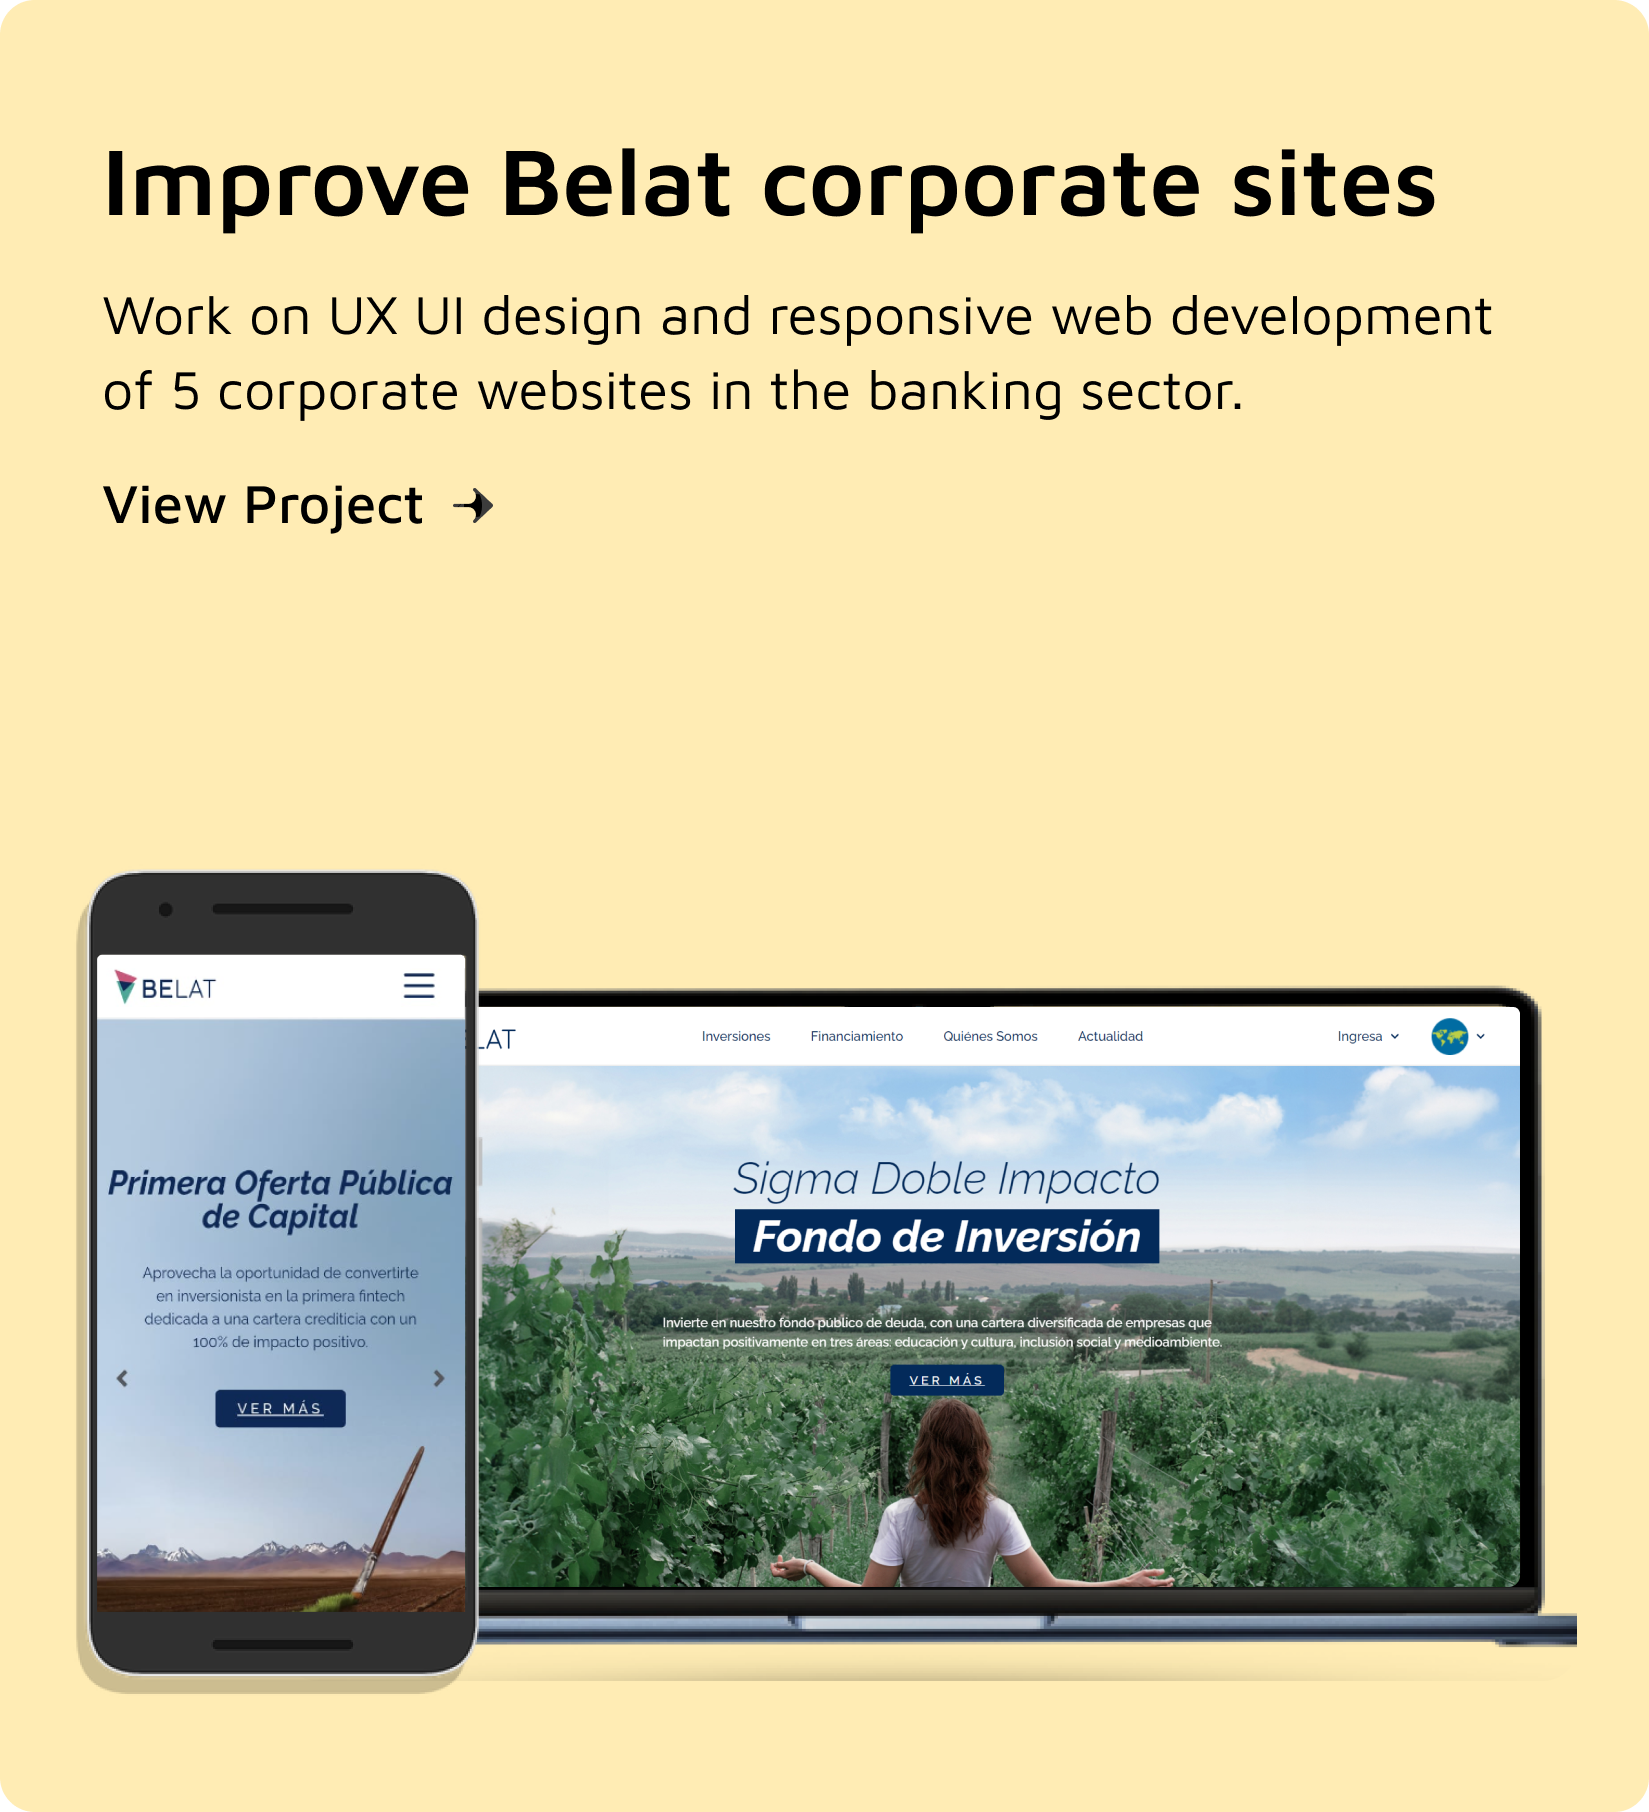 Improve Belat corporate sites
Work on UX UI design and responsive web development
of 5 corporate websites in the banking sector.
View Project
BELAT
Primera Oferta Pública
de Capital
Aprovecha la oportunidad de convertirte
en inversionista en la primera fintech
dedicada a una cartera crediticia con un
100% de impacto positivo.
VER MÁS
LAT
Inversiones Financiamiento Quiénes Somos Actualidad Ingresa
Sigma Doble Impacto
Fondo de Inversión
Invierte en nuestro fondo público de deuda, con una cartera diversificada de empresas que
impactan positivamente en tres áreas: educación y cultura, inclusión social y medioambiente.
VER MÁS